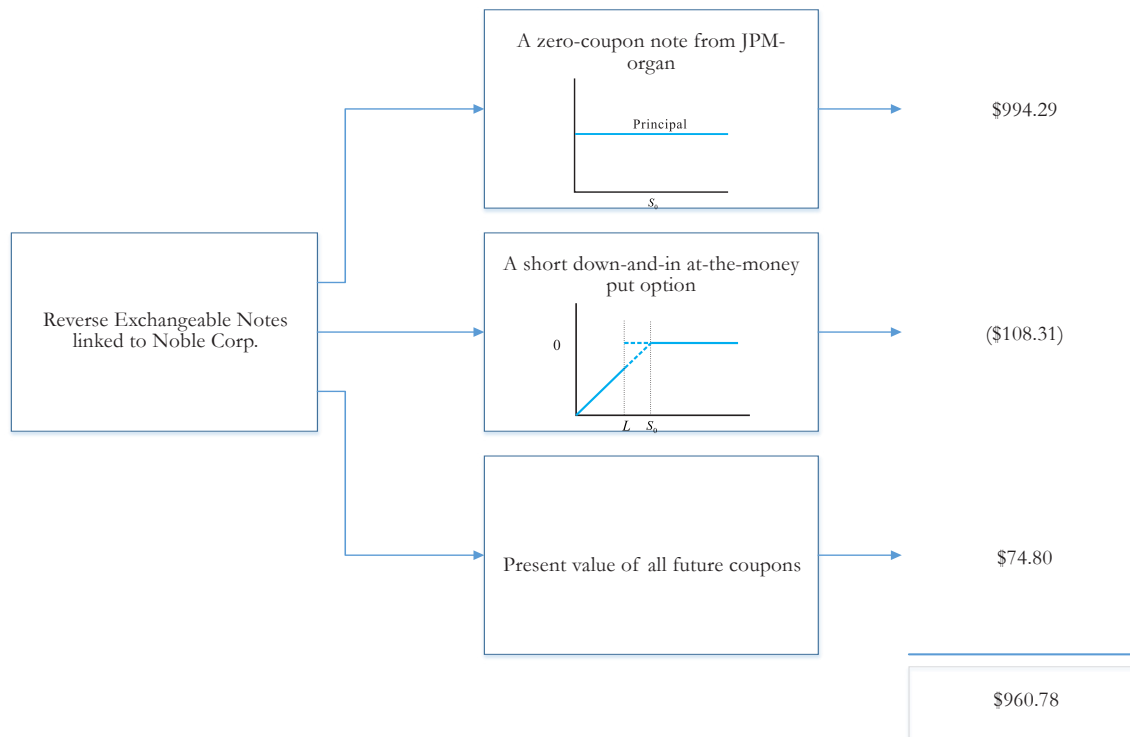 A zero-coupon note from JPM-
organ
Principal
S₀
$994.29
Reverse Exchangeable Notes
linked to Noble Corp.
A short down-and-in at-the-money
put option
0
L S₀
($108.31)
Present value of all future coupons
$74.80
$960.78